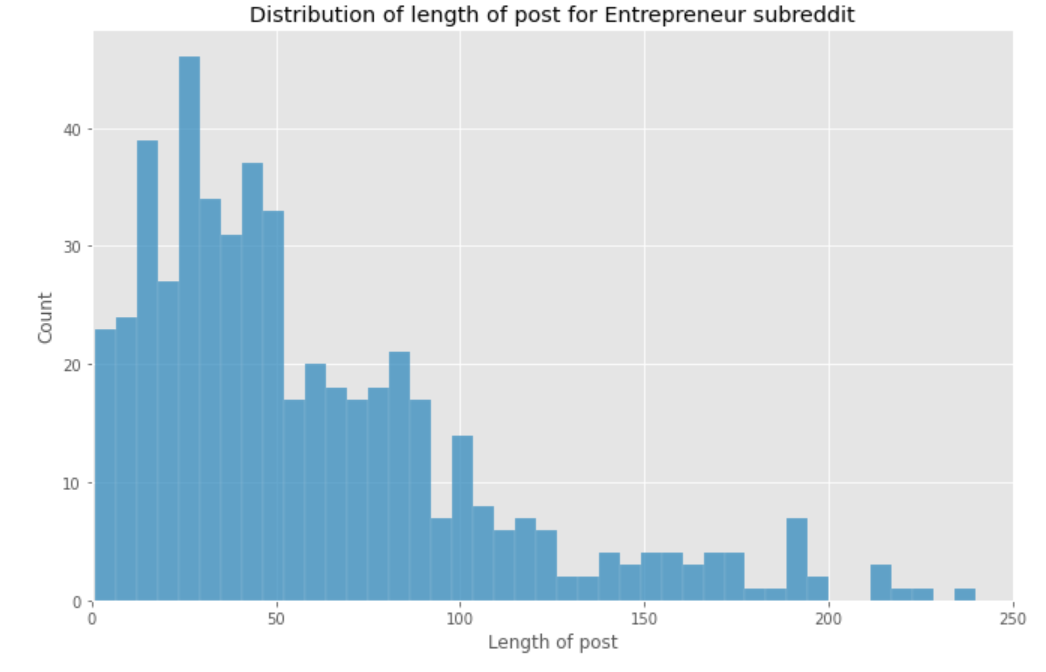 Distribution of length of post for Entrepreneur subreddit
40
30
20
10
0
Count
0 50 100 150 200 250
Length of post